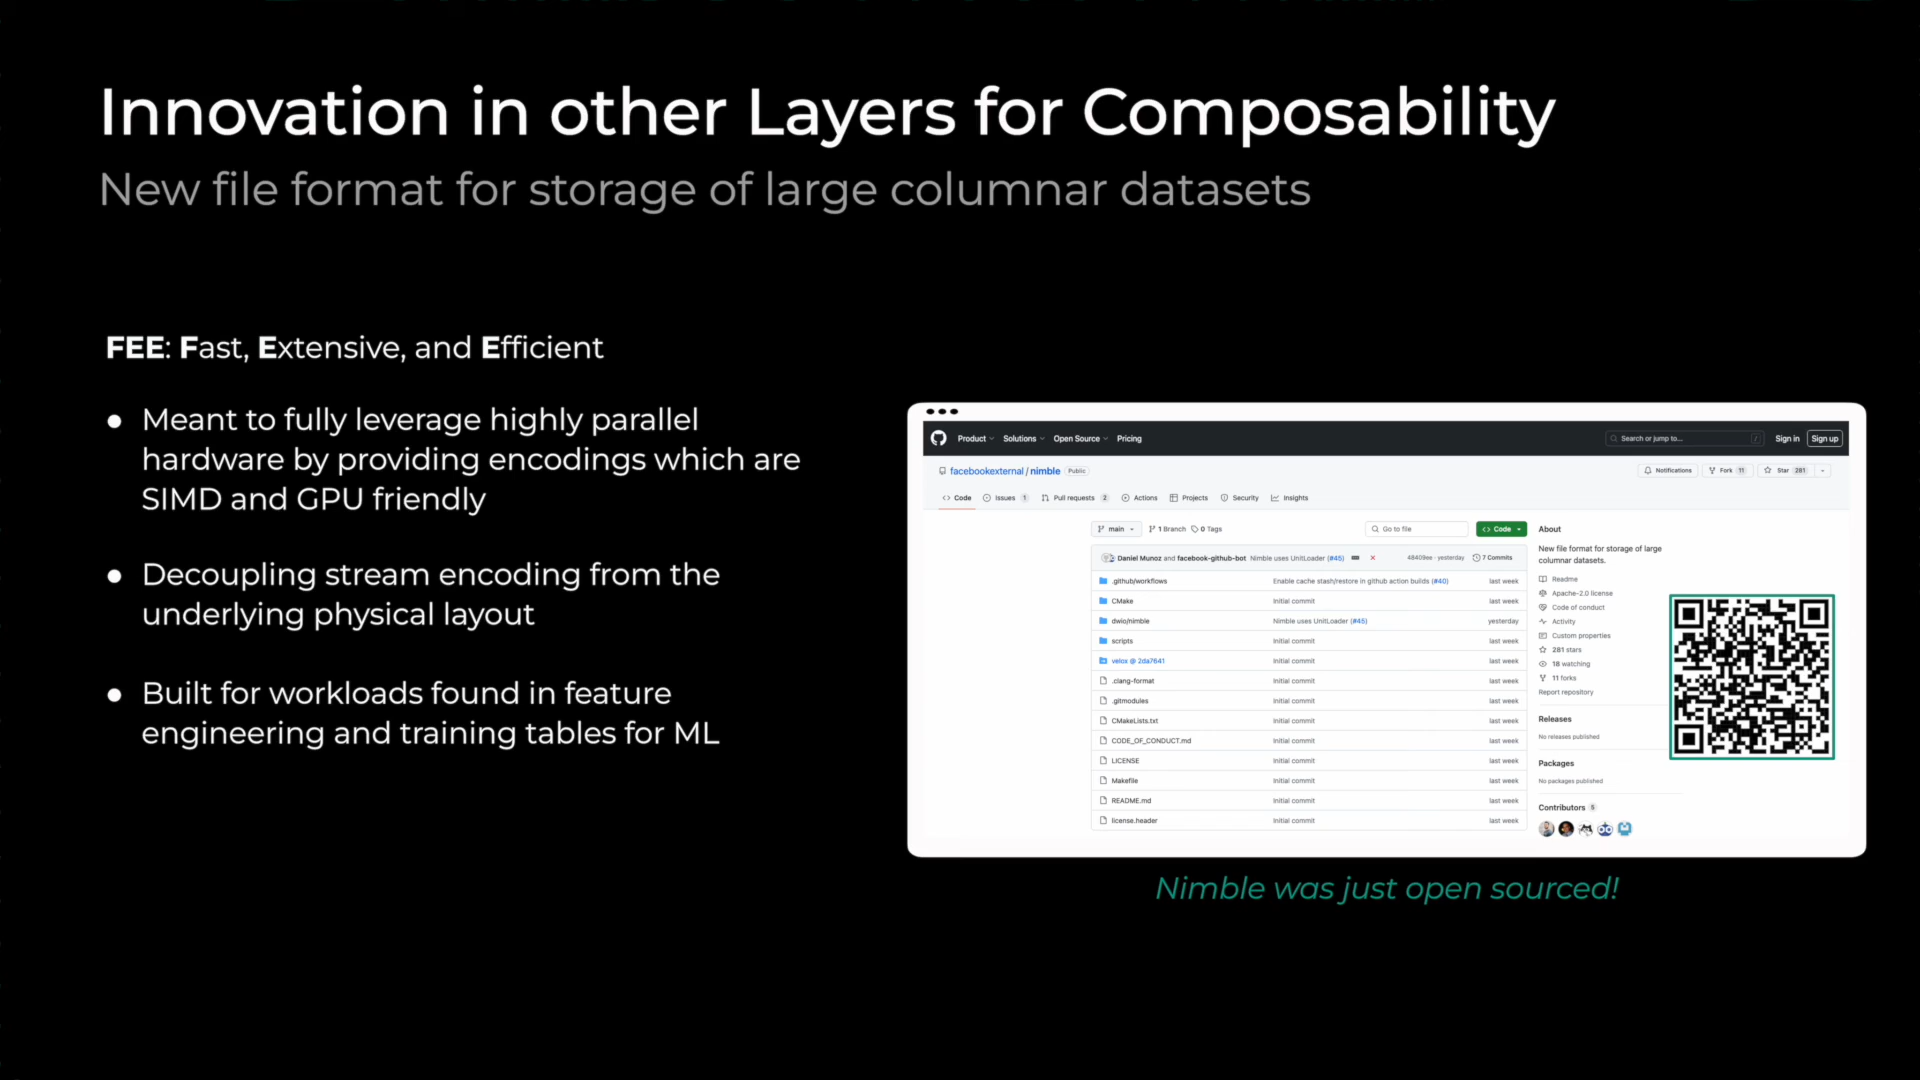 Innovation in other Layers for Composability
New file format for storage of large columnar datasets
FEE: Fast, Extensive, and Efficient
● Meant to fully leverage highly parallel
hardware by providing encodings which are
SIMD and GPU friendly
● Decoupling stream encoding from the
underlying physical layout
● Built for workloads found in feature
engineering and training tables for ML
Product Solutions Open Source Pricing Search or jump to... / Sign in Sign up
facebookexternal / nimble Public Notifications Fork 11 Star 281
Code Issues 1 Pull requests 2 Actions Projects Security Insights
main 1 Branch 0 Tags Go to file Code
Daniel Munoz and facebook-github-bot Nimble uses UnitLoader (#45) 48409ee · yesterday 7 Commits
.github/workflows Enable cache stash/restore in github action builds (#40) last week
CMake Initial commit last week
dwio/nimble Nimble uses UnitLoader (#45) yesterday
scripts Initial commit last week
velox @ 2da7641 Initial commit last week
.clang-format Initial commit last week
.gitmodules Initial commit last week
CMakeLists.txt Initial commit last week
CODE_OF_CONDUCT.md Initial commit last week
LICENSE Initial commit last week
Makefile Initial commit last week
README.md Initial commit last week
license.header Initial commit last week
About
New file format for storage of large
columnar datasets.
Readme
Apache-2.0 license
Code of conduct
Activity
Custom properties
281 stars
18 watching
11 forks
Report repository
Releases
No releases published
Packages
No packages published
Contributors 5
Nimble was just open sourced!